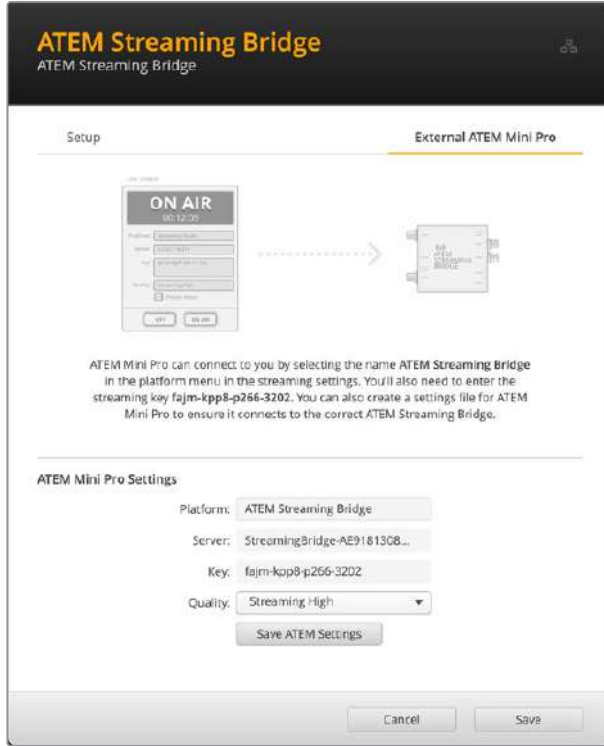 ATEM Streaming Bridge
ATEM Streaming Bridge
Setup
External ATEM Mini Pro
ON AIR
00:12:05
ATEM Mini Pro can connect to you by selecting the name ATEM Streaming Bridge
in the platform menu in the streaming settings. You'll also need to enter the
streaming key fajm-kpp8-p266-3202. You can also create a settings file for ATEM
Mini Pro to ensure it connects to the correct ATEM Streaming Bridge.
ATEM Mini Pro Settings
Platform: ATEM Streaming Bridge
Server: StreamingBridge-AE9181308...
Key: fajm-kpp8-p266-3202
Quality: Streaming High
Save ATEM Settings
Cancel
Save